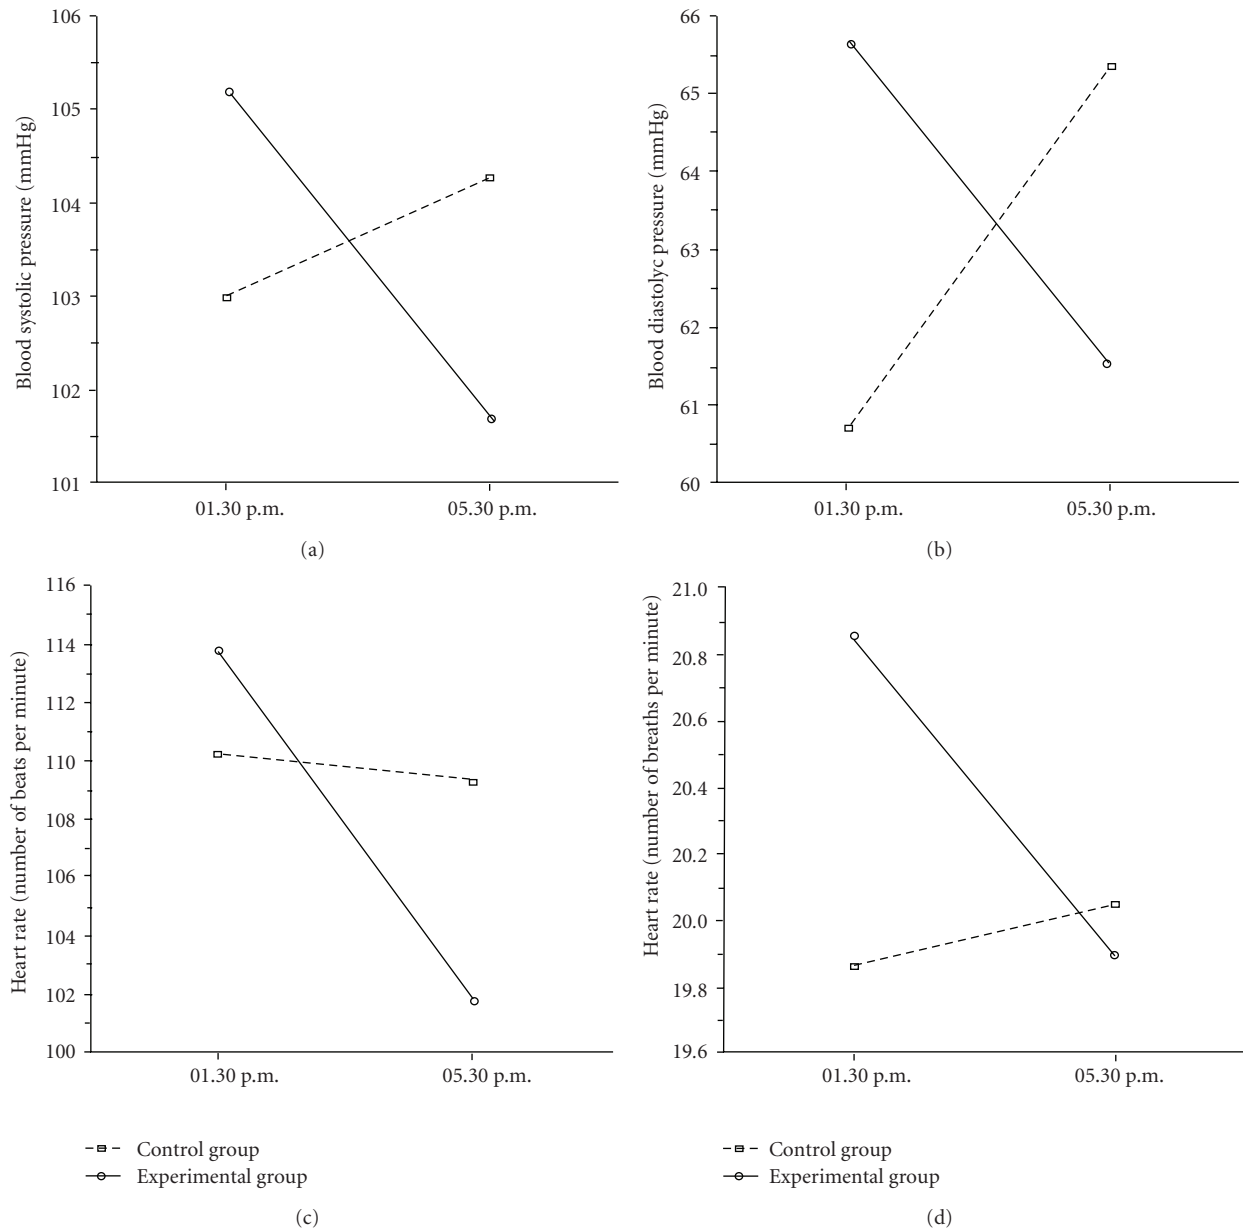 Blood systolic pressure (mmHg)
106
105
104
103
102
101
01.30 p.m.
05.30 p.m.
(a)
Blood diastolyc pressure (mmHg)
66
65
64
63
62
61
60
01.30 p.m.
05.30 p.m.
(b)
Heart rate (number of beats per minute)
116
114
112
110
108
106
104
102
100
01.30 p.m.
05.30 p.m.
Control group
Experimental group
(c)
Heart rate (number of breaths per minute)
21.0
20.8
20.6
20.4
20.2
20.0
19.8
19.6
01.30 p.m.
05.30 p.m.
Control group
Experimental group
(d)